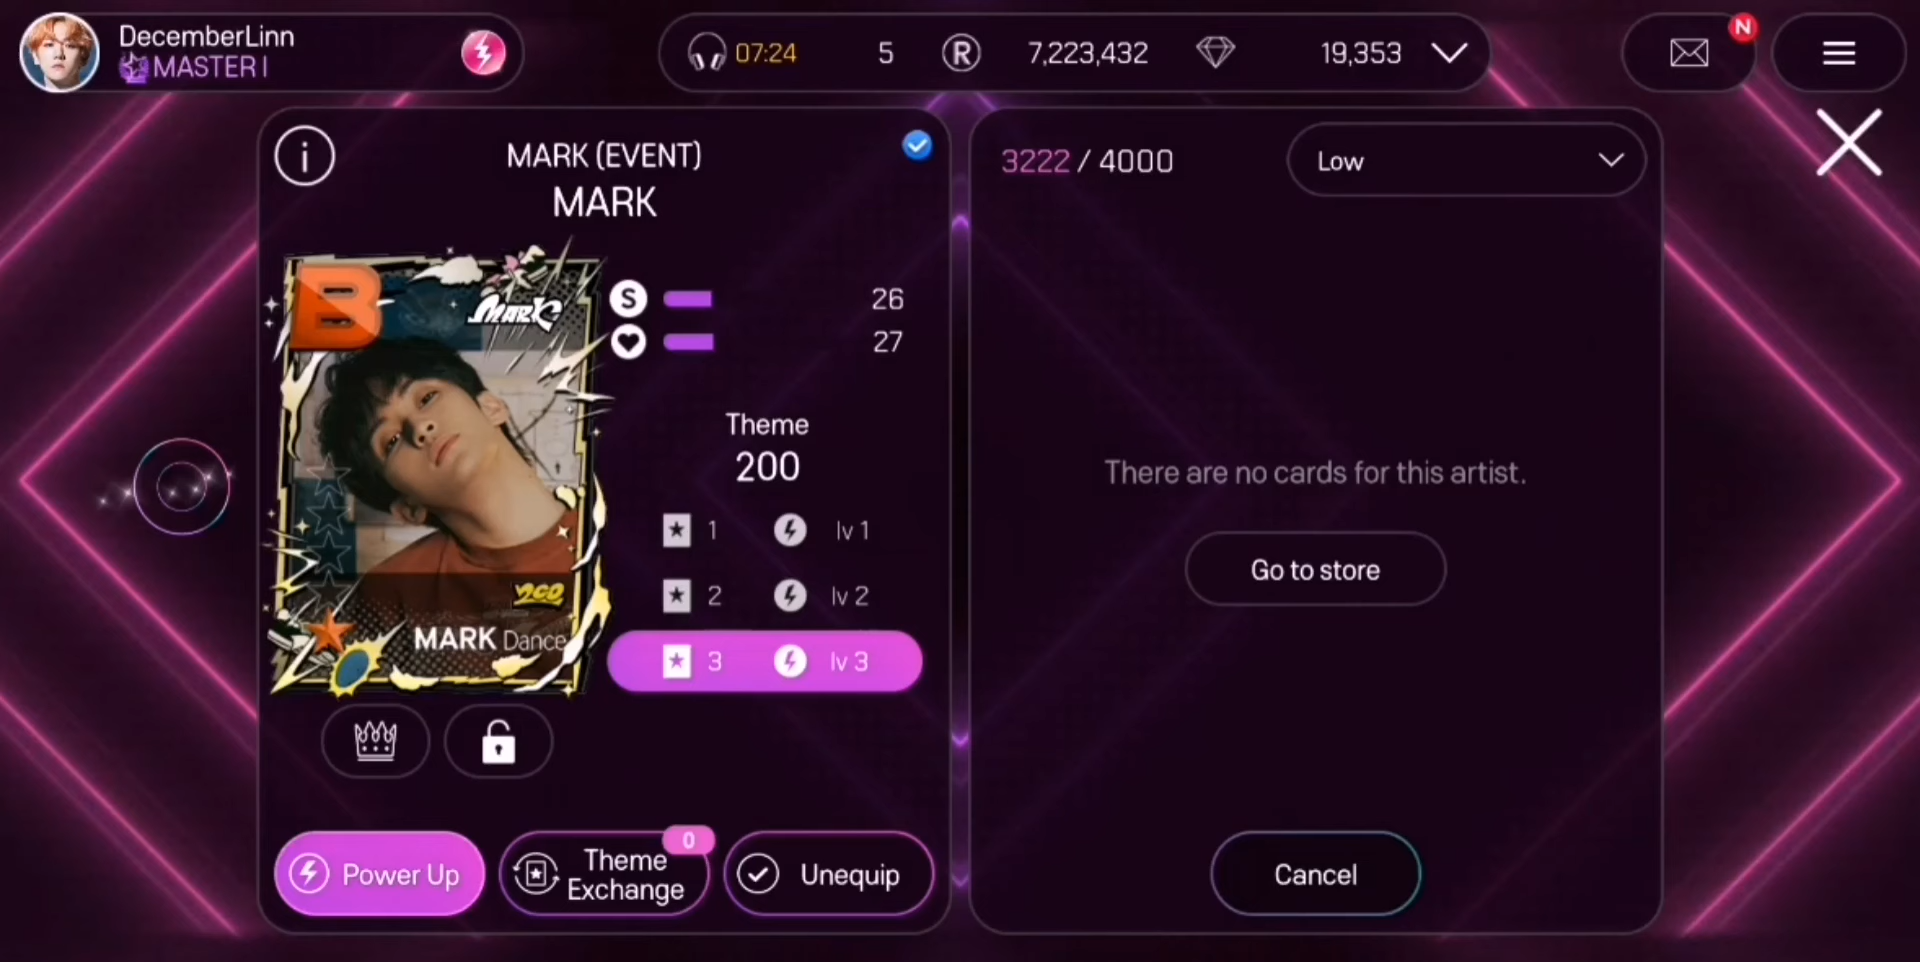 DecemberLinn
MASTER I
07:24
5
R
7,223,432
19,353
N
i
MARK (EVENT)
MARK
B
MARK
200
MARK Dance
S
26
27
Theme
200
1
lv 1
2
lv 2
3
lv 3
Power Up
0
Theme
Exchange
Unequip
3222 / 4000
Low
There are no cards for this artist.
Go to store
Cancel